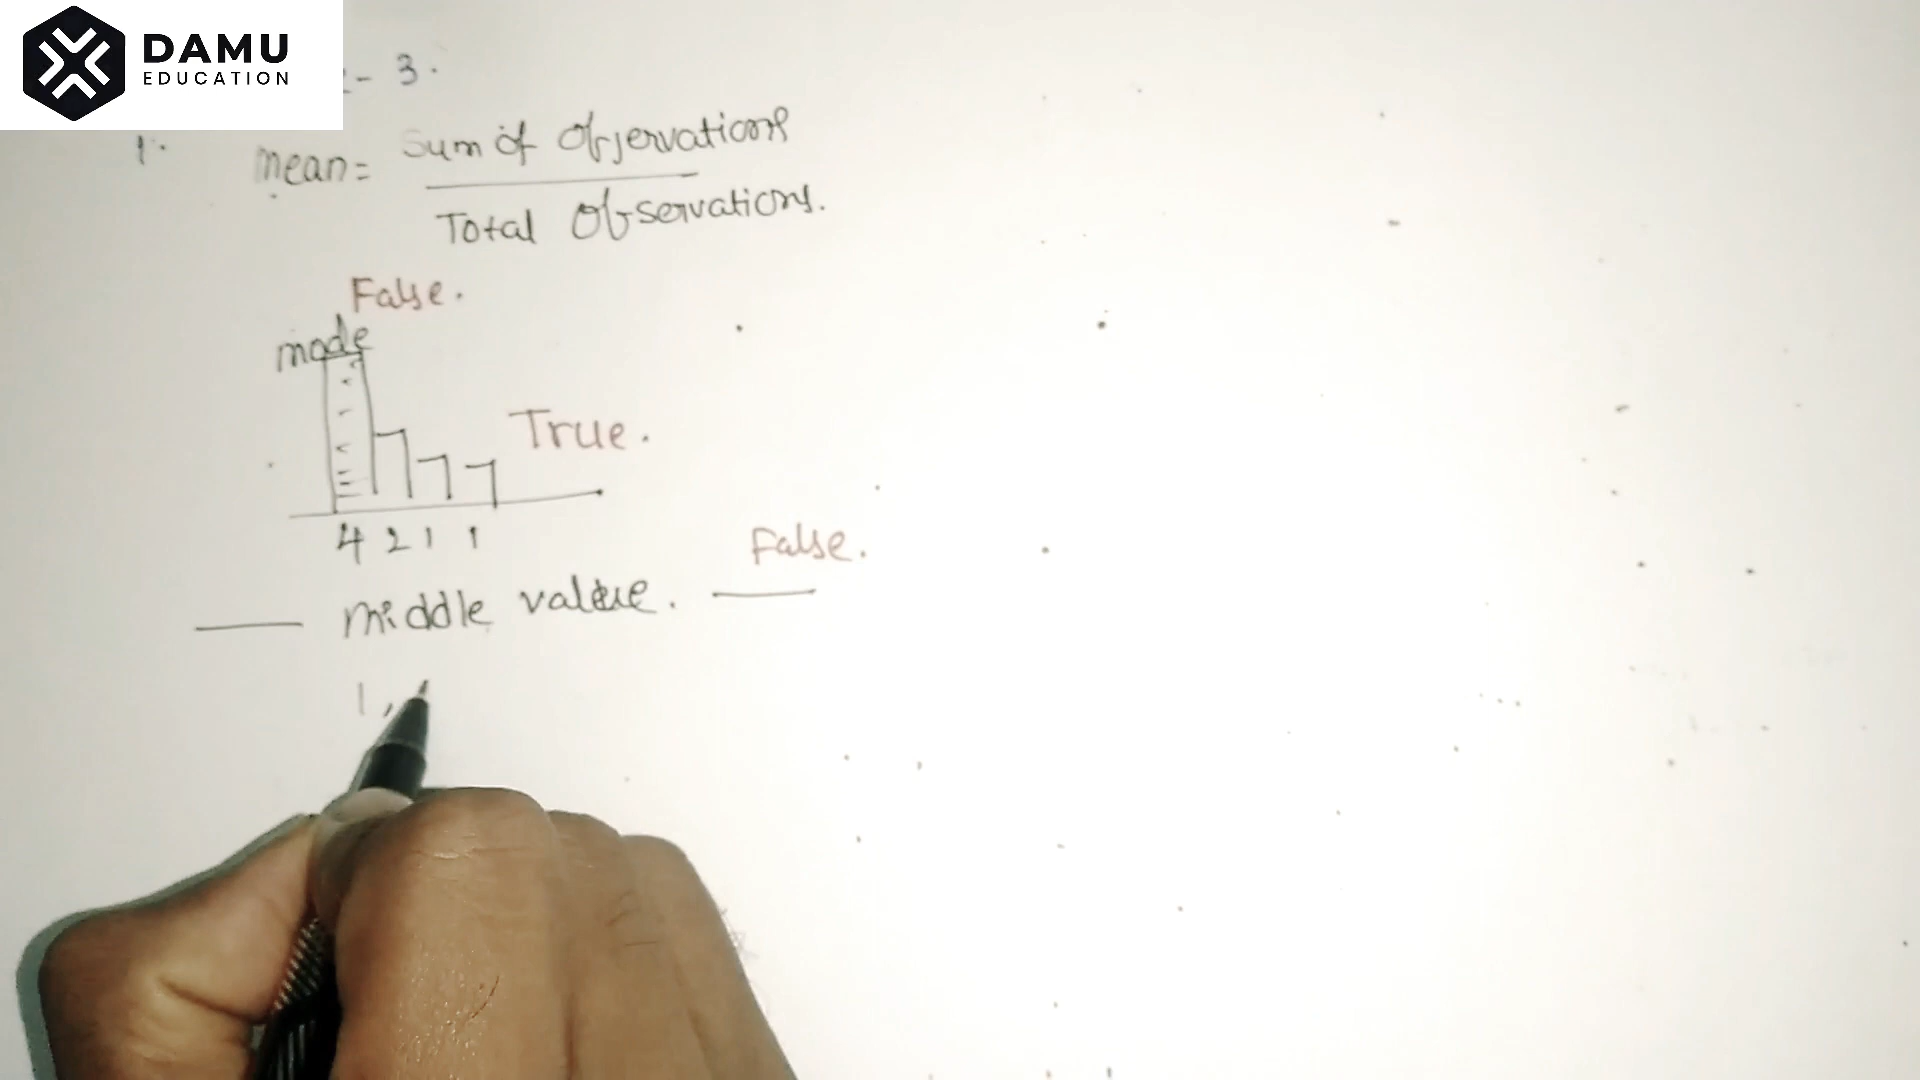 DAMU
EDUCATION
- 3.
1.
mean = Sum of Observations
Total Observations.
False.
mode
True.
4 2 1 1
False.
middle value.
1,